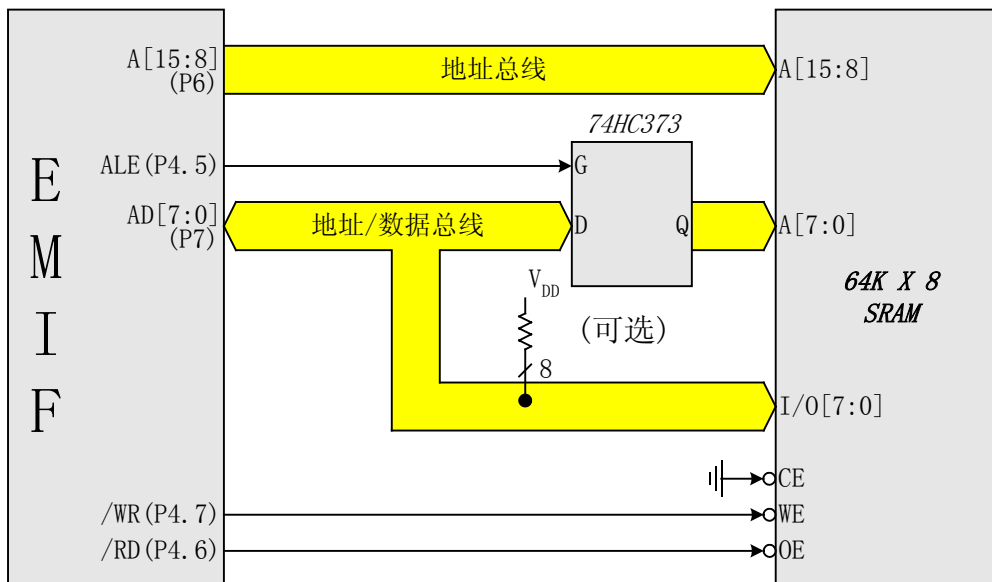 EMIF
A[15:8]
(P6)
地址总线
A[15:8]
74HC373
ALE(P4.5)
G
AD[7:0]
(P7)
地址/数据总线
D
Q
A[7:0]
VDD
(可选)
8
64K X 8
SRAM
I/O[7:0]
CE
/WR(P4.7)
WE
/RD(P4.6)
OE